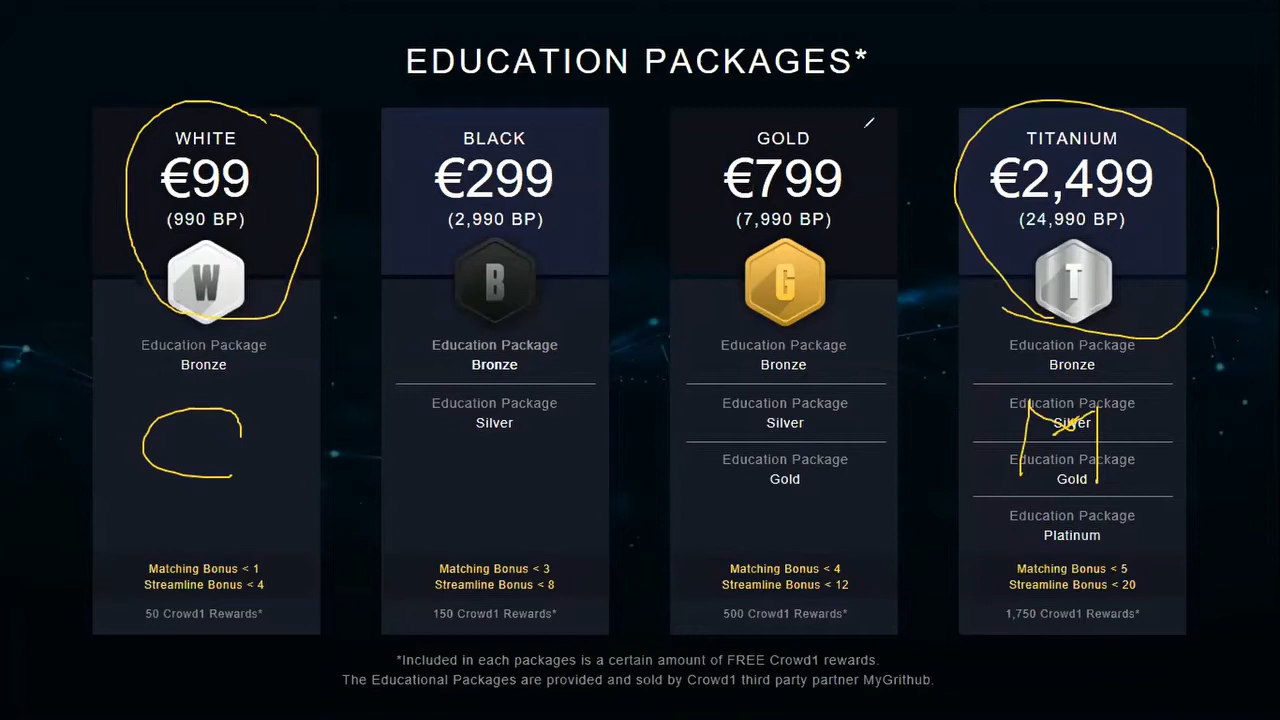 EDUCATION PACKAGES*
WHITE
€99
(990 BP)
W
Education Package
Bronze
C
Matching Bonus < 1
Streamline Bonus < 4
50 Crowd1 Rewards*
BLACK
€299
(2,990 BP)
B
Education Package
Bronze
Education Package
Silver
Matching Bonus < 3
Streamline Bonus < 8
150 Crowd1 Rewards*
GOLD
€799
(7,990 BP)
G
Education Package
Bronze
Education Package
Silver
Education Package
Gold
Matching Bonus < 4
Streamline Bonus < 12
500 Crowd1 Rewards*
TITANIUM
€2,499
(24,990 BP)
T
Education Package
Bronze
Education Package
Silver
M
Education Package
Gold
Education Package
Platinum
Matching Bonus < 5
Streamline Bonus < 20
1,750 Crowd1 Rewards*
*Included in each packages is a certain amount of FREE Crowd1 rewards.
The Educational Packages are provided and sold by Crowd1 third party partner MyGrithub.